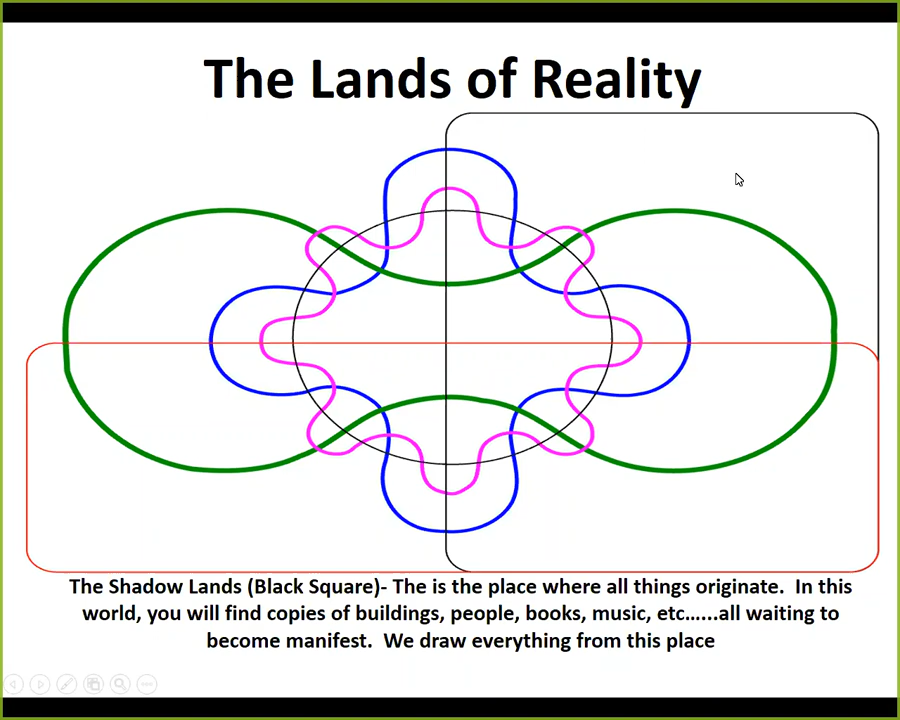 The Lands of Reality
The Shadow Lands (Black Square)- The is the place where all things originate.  In this
world, you will find copies of buildings, people, books, music, etc……all waiting to
become manifest.  We draw everything from this place